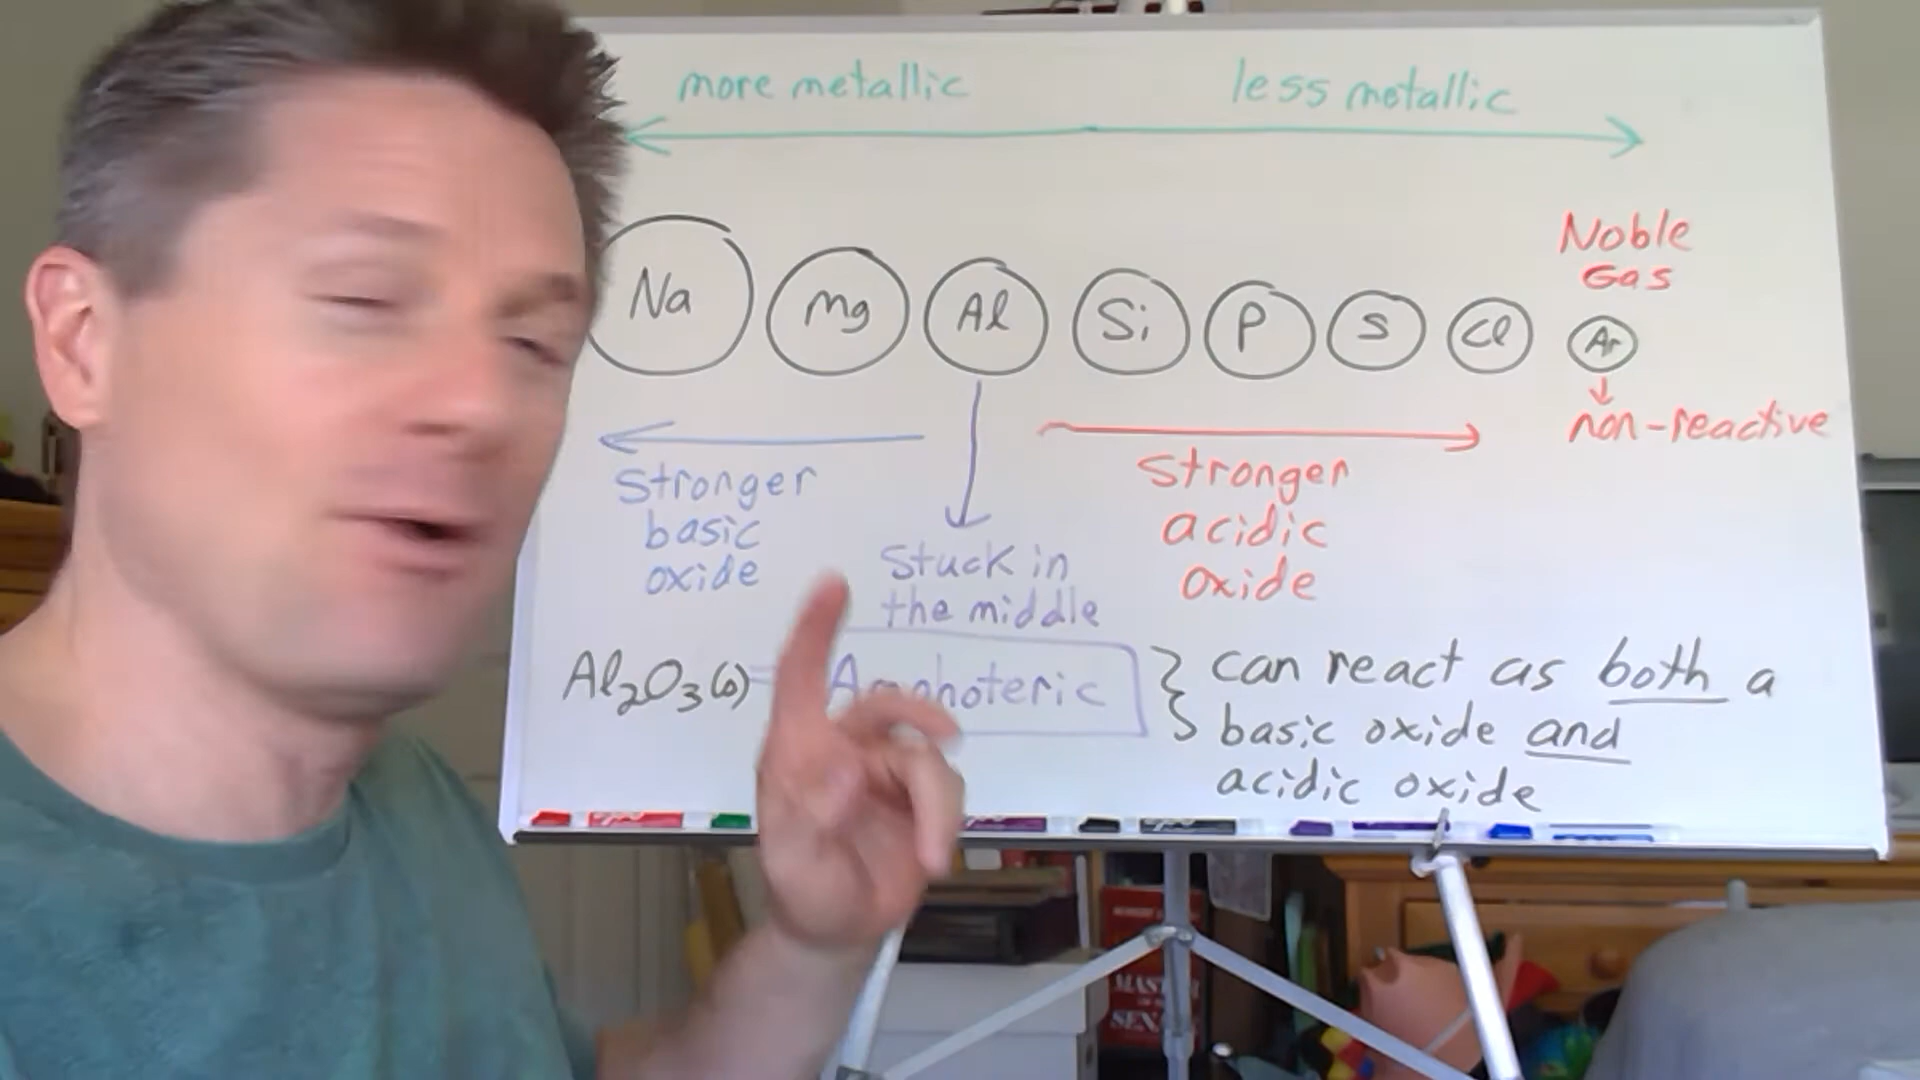 more metallic
less metallic
Noble
Gas
Na
Mg
Al
Si
P
S
Cl
Ar
non-reactive
Stronger
basic
oxide
Stuck in
the middle
Stronger
acidic
oxide
Al₂O₃(s) = Amphoteric
can react as both a
basic oxide and
acidic oxide